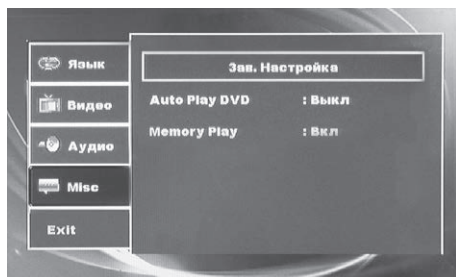 Язык
Видео
Аудио
Misc
Exit
Зав. Настройка
Auto Play DVD : Выкл
Memory Play : Вкл